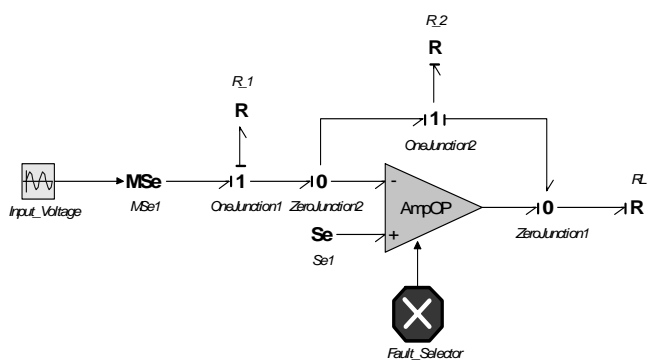 R_2
R
R_1
R
1
OneJunction2
MSe
1
0
-
AmpOP
0
R
RL
Input_Voltage
MSe1
OneJunction1
ZeroJunction2
ZeroJunction1
Se
+
Se1
Fault_Selector